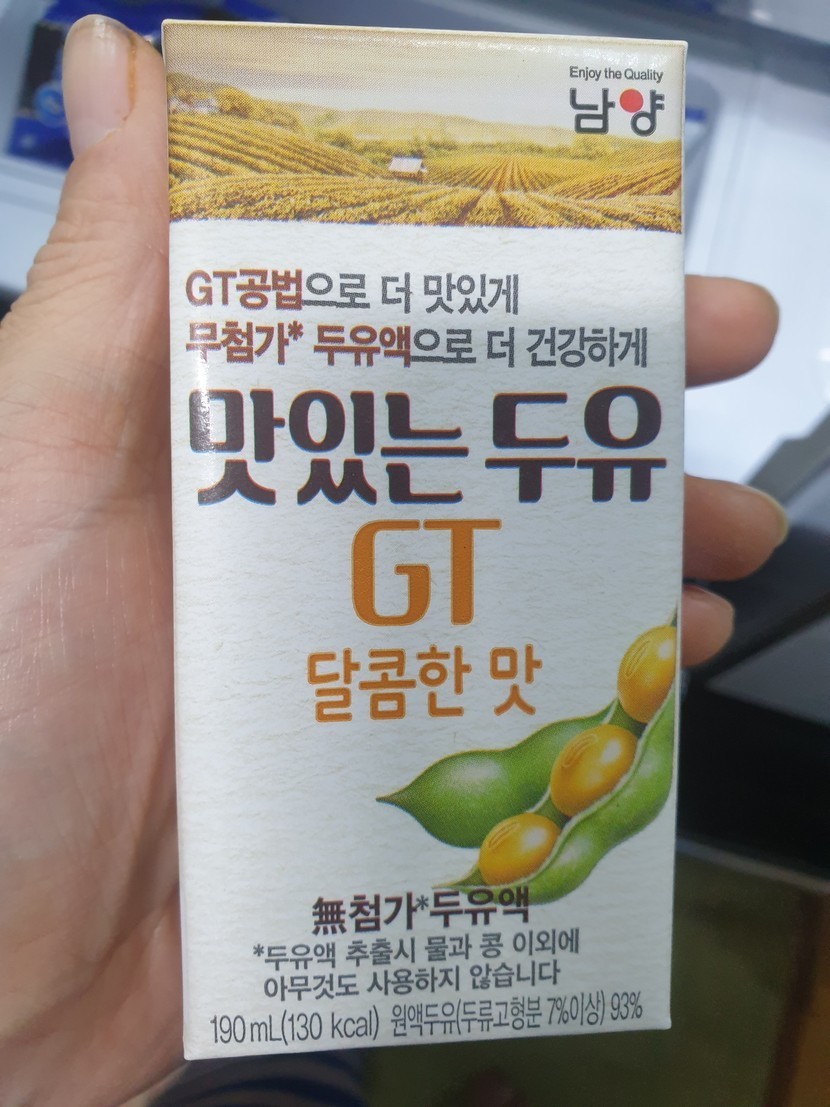 Enjoy the Quality
남양
GT공법으로 더 맛있게
무첨가* 두유액으로 더 건강하게
맛있는 두유
GT
달콤한 맛
無첨가*두유액
*두유액 추출시 물과 콩 이외에
아무것도 사용하지 않습니다
190 mL(130 kcal) 원액두유(두류고형분 7%이상) 93%